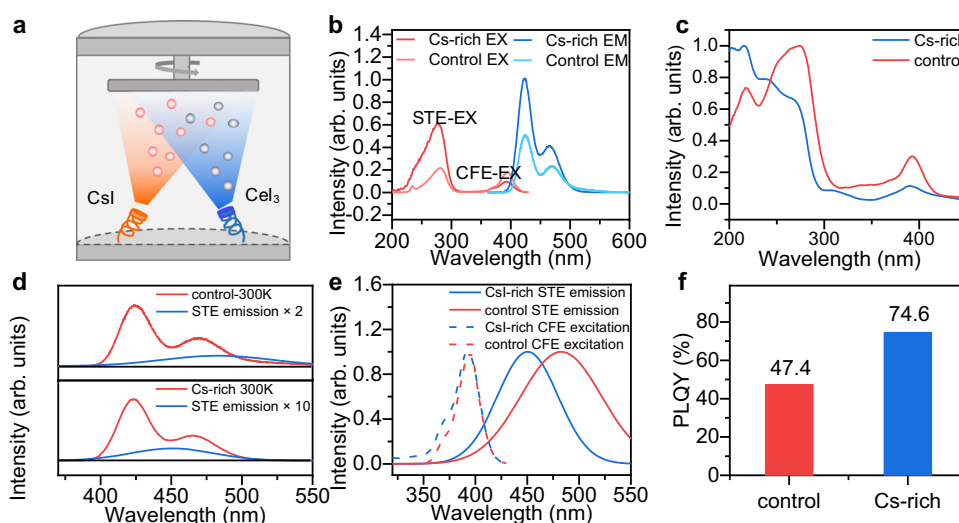 a
CsI
CeI3
b
Intensity (arb. units)
1.4
1.2
1.0
0.8
0.6
0.4
0.2
0.0
-0.2
Cs-rich EX
Cs-rich EM
Control EX
Control EM
STE-EX
CFE-EX
200
300
400
500
600
Wavelength (nm)
c
Intensity (arb. units)
1.0
0.8
0.6
0.4
0.2
0.0
Cs-rich
control
200
300
400
Wavelength (nm)
d
Intensity (arb. units)
control-300K
STE emission × 2
Cs-rich 300K
STE emission × 10
400
450
500
550
Wavelength (nm)
e
Intensity (arb. units)
1.6
1.2
0.8
0.4
0.0
CsI-rich STE emission
control STE emission
CsI-rich CFE excitation
control CFE excitation
350
400
450
500
550
Wavelength (nm)
f
PLQY (%)
80
60
40
20
0
47.4
74.6
control
Cs-rich